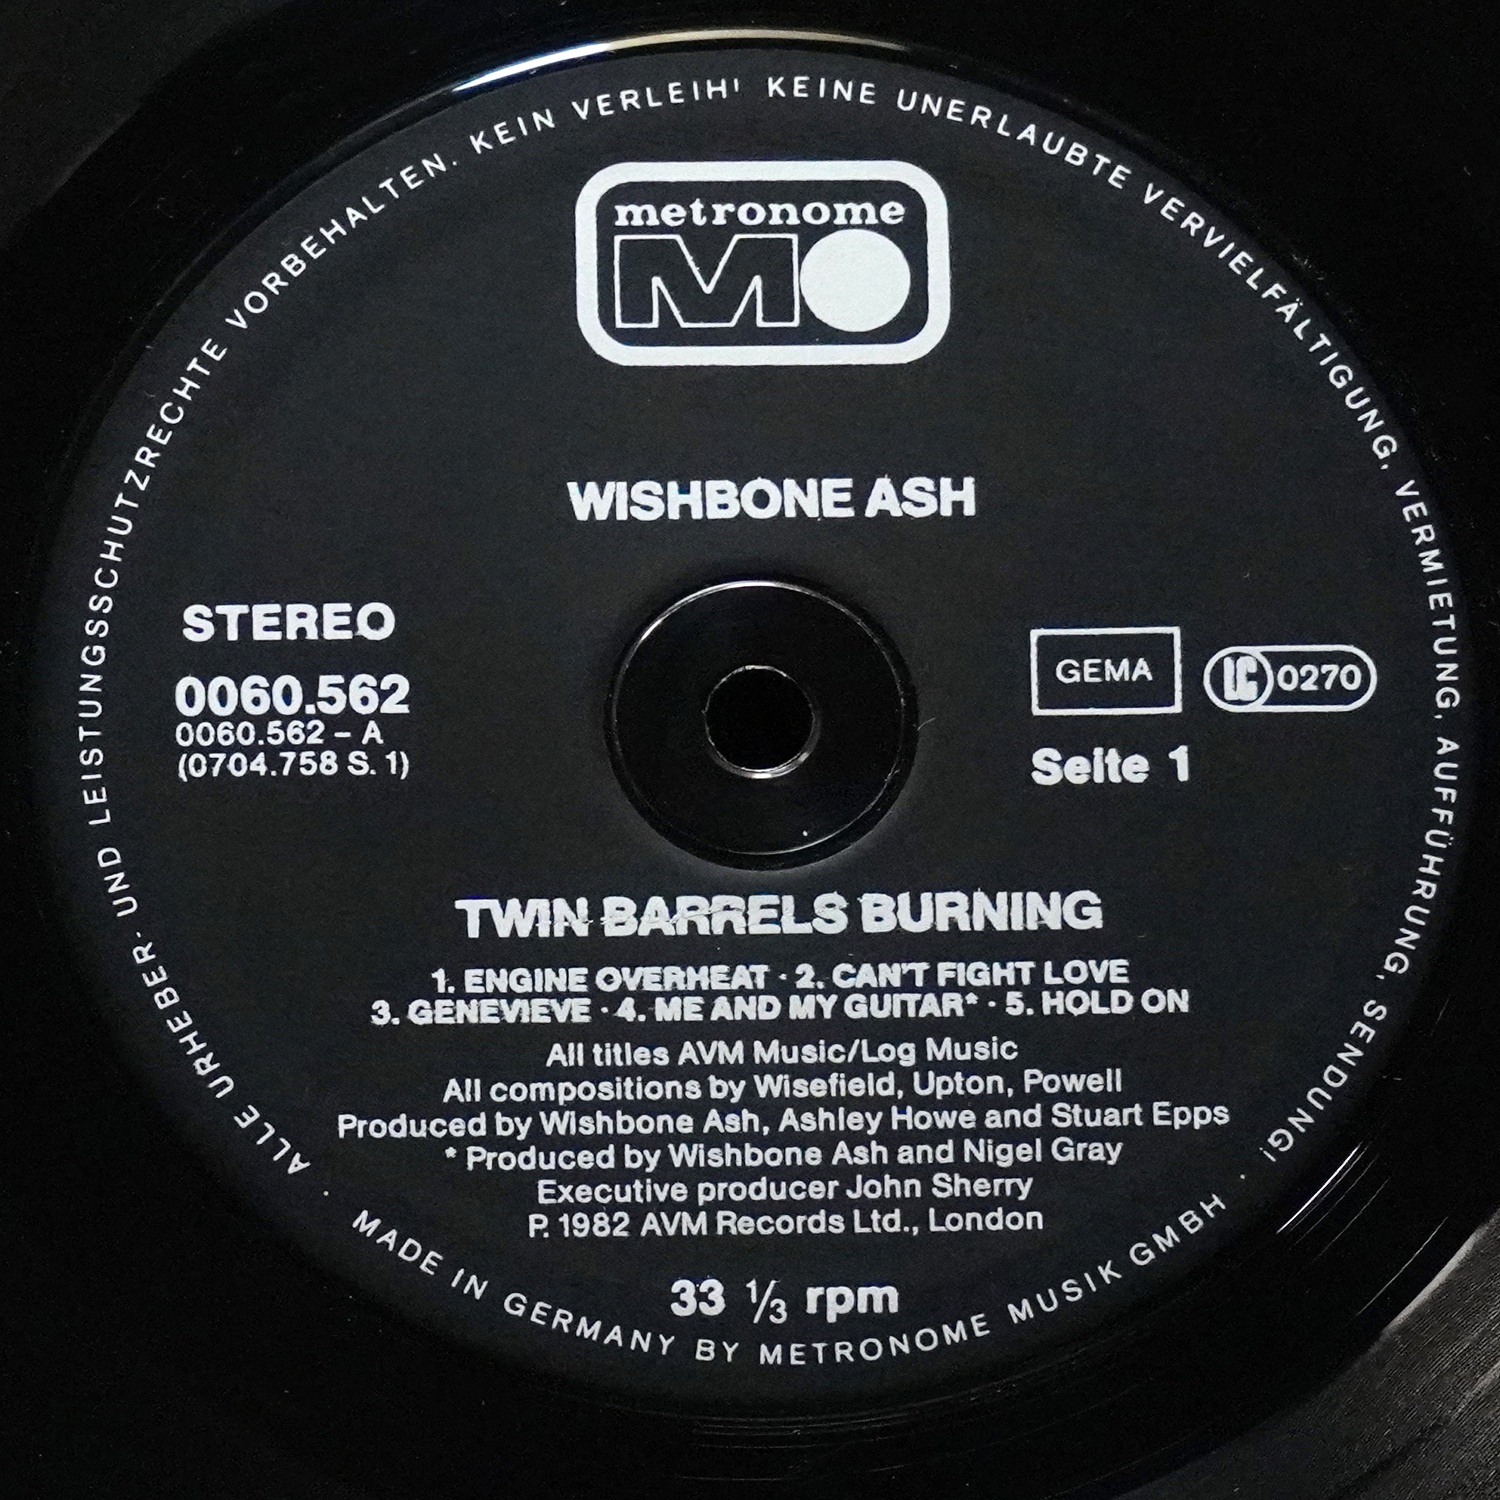 ALLE URHEBER- UND LEISTUNGSSCHUTZRECHTE VORBEHALTEN. KEIN VERLEIH! KEINE UNERLAUBTE VERVIELFÄLTIGUNG, VERMIETUNG, AUFFÜHRUNG, SENDUNG!
metronome
MO
WISHBONE ASH
STEREO
0060.562
0060.562 – A
(0704.758 S. 1)
GEMA
LC 0270
Seite 1
TWIN BARRELS BURNING
1. ENGINE OVERHEAT · 2. CAN'T FIGHT LOVE
3. GENEVIEVE · 4. ME AND MY GUITAR* · 5. HOLD ON
All titles AVM Music/Log Music
All compositions by Wisefield, Upton, Powell
Produced by Wishbone Ash, Ashley Howe and Stuart Epps
* Produced by Wishbone Ash and Nigel Gray
Executive producer John Sherry
P. 1982 AVM Records Ltd., London
33 ⅓ rpm
· MADE IN GERMANY BY METRONOME MUSIK GMBH ·